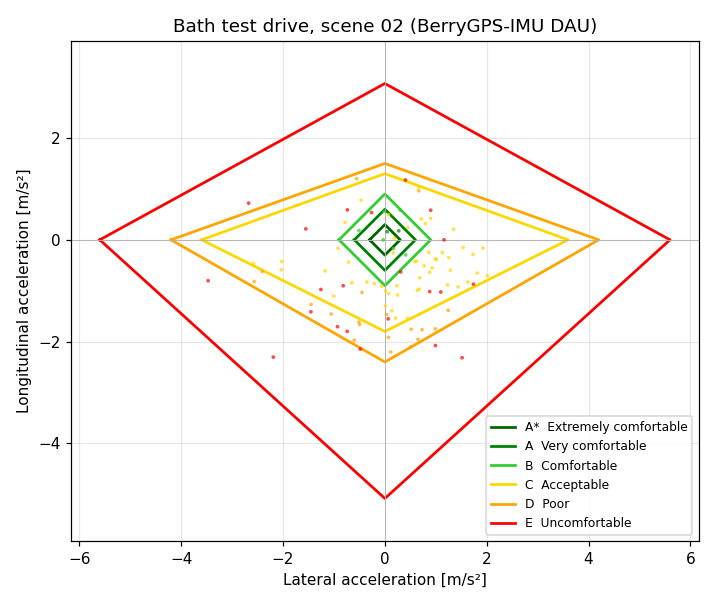 Bath test drive, scene 02 (BerryGPS-IMU DAU)
Longitudinal acceleration [m/s²]
2
0
−2
−4
−6
−4
−2
0
2
4
6
Lateral acceleration [m/s²]
A* Extremely comfortable
A Very comfortable
B Comfortable
C Acceptable
D Poor
E Uncomfortable